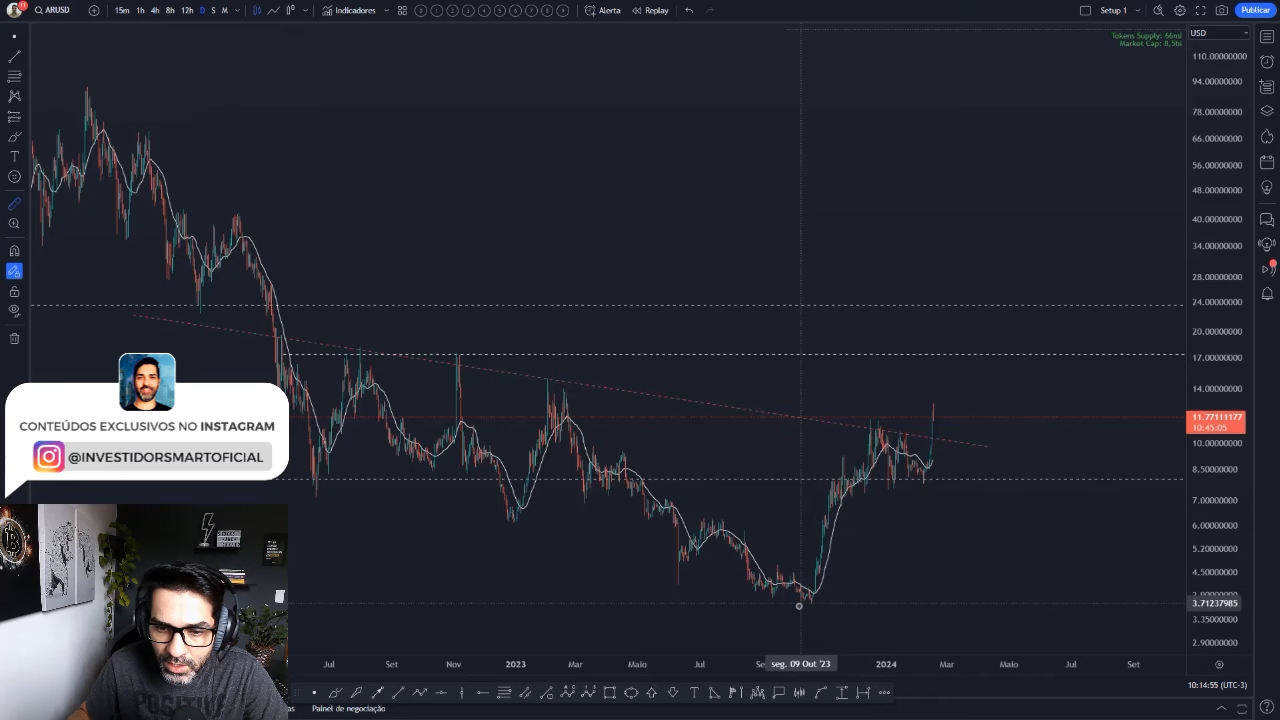 11
ARUSD
15m 1h 4h 8h 12h D S M
Indicadores
Alerta
Replay
Setup 1
Publicar
Tokens Supply: 66mi
Market Cap: 8,5bi
USD
110.00000000
94.00000000
78.00000000
66.00000000
56.00000000
48.00000000
40.00000000
34.00000000
28.00000000
24.00000000
20.00000000
17.00000000
14.00000000
11.77111177
10:45:05
10.00000000
8.50000000
7.00000000
6.00000000
5.20000000
4.50000000
3.71237985
3.35000000
2.90000000
CONTEÚDOS EXCLUSIVOS NO INSTAGRAM
@INVESTIDORSMARTOFICIAL
Jul Set Nov 2023 Mar Maio Jul Se seg. 09 Out '23 2024 Mar Maio Jul Set
10:14:55 (UTC-3)
Painel de negociação